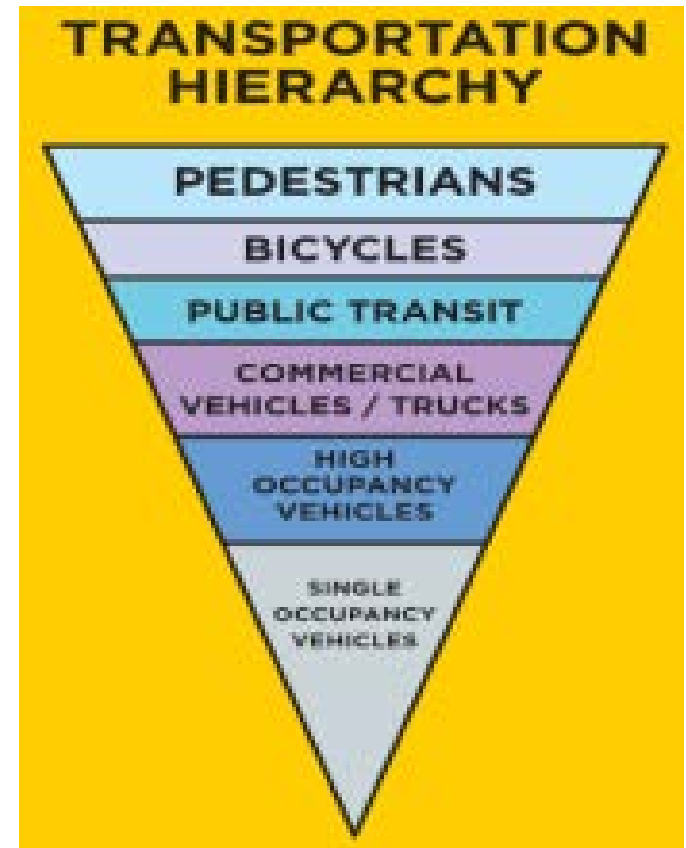 TRANSPORTATION
HIERARCHY
PEDESTRIANS
BICYCLES
PUBLIC TRANSIT
COMMERCIAL
VEHICLES / TRUCKS
HIGH
OCCUPANCY
VEHICLES
SINGLE
OCCUPANCY
VEHICLES